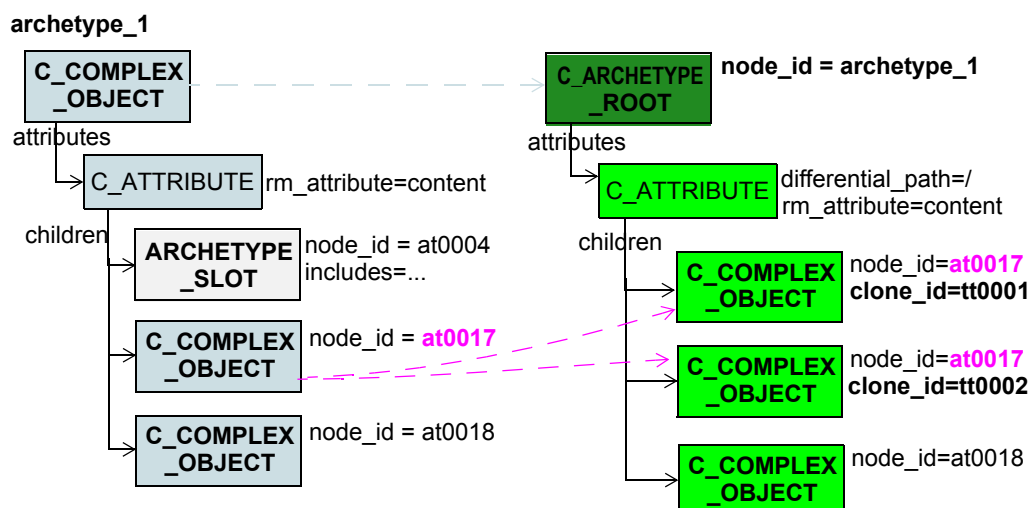 archetype_1
C_COMPLEX
_OBJECT
attributes
C_ATTRIBUTE
rm_attribute=content
children
ARCHETYPE
_SLOT
node_id = at0004
includes=...
C_COMPLEX
_OBJECT
node_id = at0017
C_COMPLEX
_OBJECT
node_id = at0018
C_ARCHETYPE
_ROOT
node_id = archetype_1
attributes
C_ATTRIBUTE
differential_path=/
rm_attribute=content
children
C_COMPLEX
_OBJECT
node_id=at0017
clone_id=tt0001
C_COMPLEX
_OBJECT
node_id=at0017
clone_id=tt0002
C_COMPLEX
_OBJECT
node_id=at0018